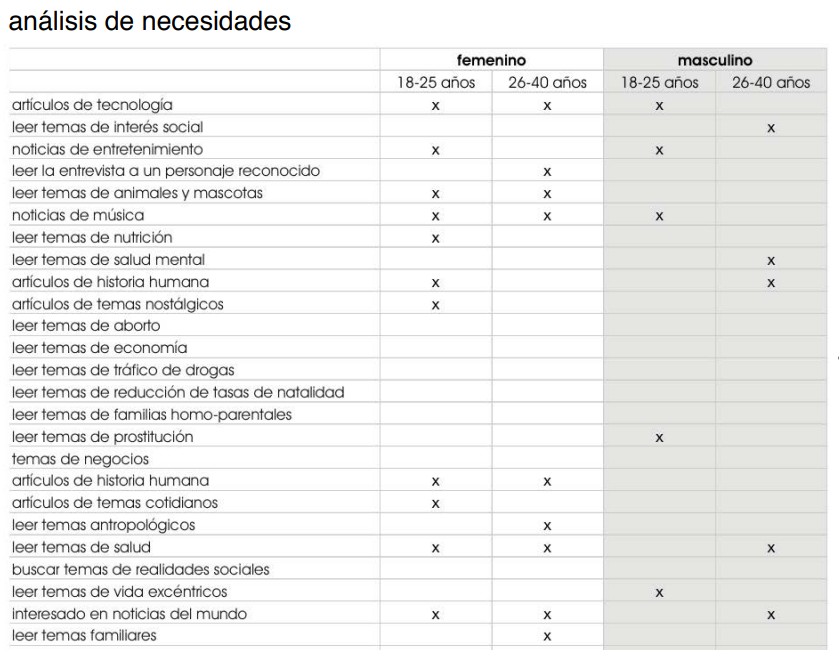 análisis de necesidades
femenino masculino
18-25 años 26-40 años 18-25 años 26-40 años
artículos de tecnología x x x
leer temas de interés social x
noticias de entretenimiento x x
leer la entrevista a un personaje reconocido x
leer temas de animales y mascotas x x
noticias de música x x x
leer temas de nutrición x
leer temas de salud mental x
artículos de historia humana x x
artículos de temas nostálgicos x
leer temas de aborto
leer temas de economía
leer temas de tráfico de drogas
leer temas de reducción de tasas de natalidad
leer temas de familias homo-parentales
leer temas de prostitución x
temas de negocios
artículos de historia humana x x
artículos de temas cotidianos x
leer temas antropológicos x
leer temas de salud x x x
buscar temas de realidades sociales
leer temas de vida excéntricos x
interesado en noticias del mundo x x x
leer temas familiares x